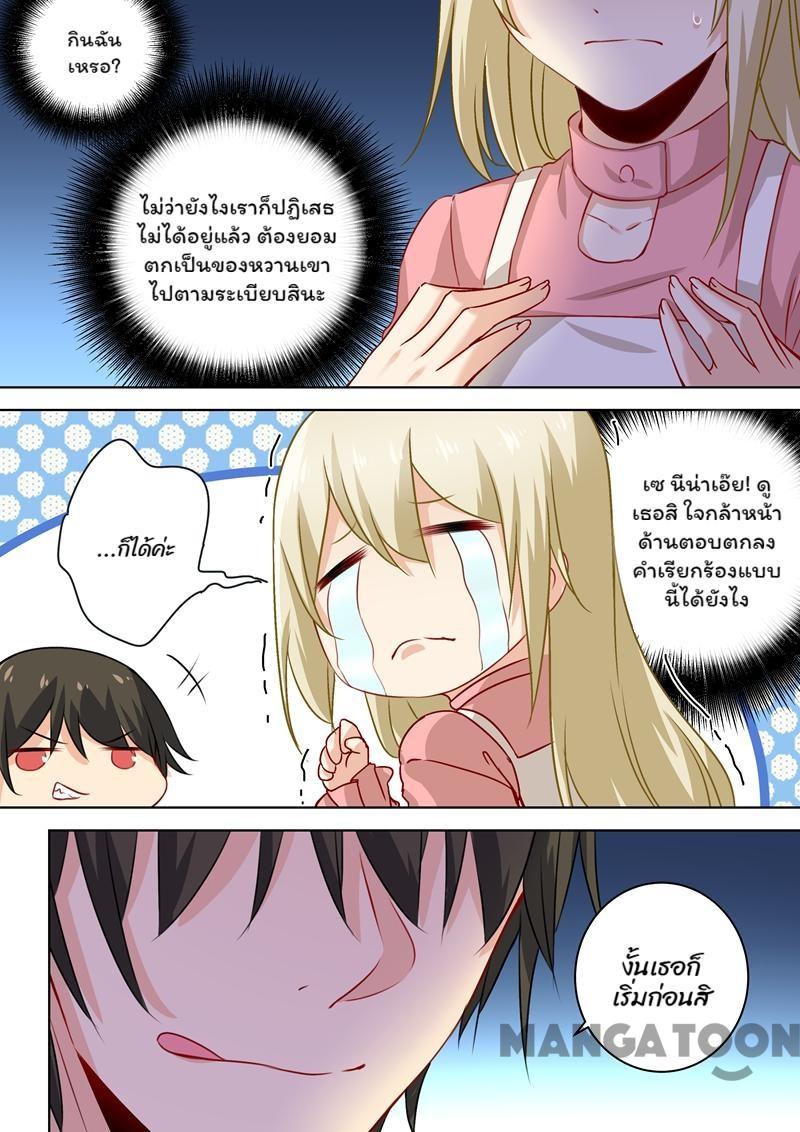 กินฉัน
เหรอ?
ไม่ว่ายังไงเราก็ปฏิเสธ
ไม่ได้อยู่แล้ว ต้องยอม
ตกเป็นของหวานเขา
ไปตามระเบียบสินะ
เซ นีน่าเอ๊ย! ดู
เธอสิ ใจกล้าหน้า
ด้านตอบตกลง
คำเรียกร้องแบบ
นี้ได้ยังไง
...ก็ได้ค่ะ
งั้นเธอก็
เริ่มก่อนสิ
MANGATOON